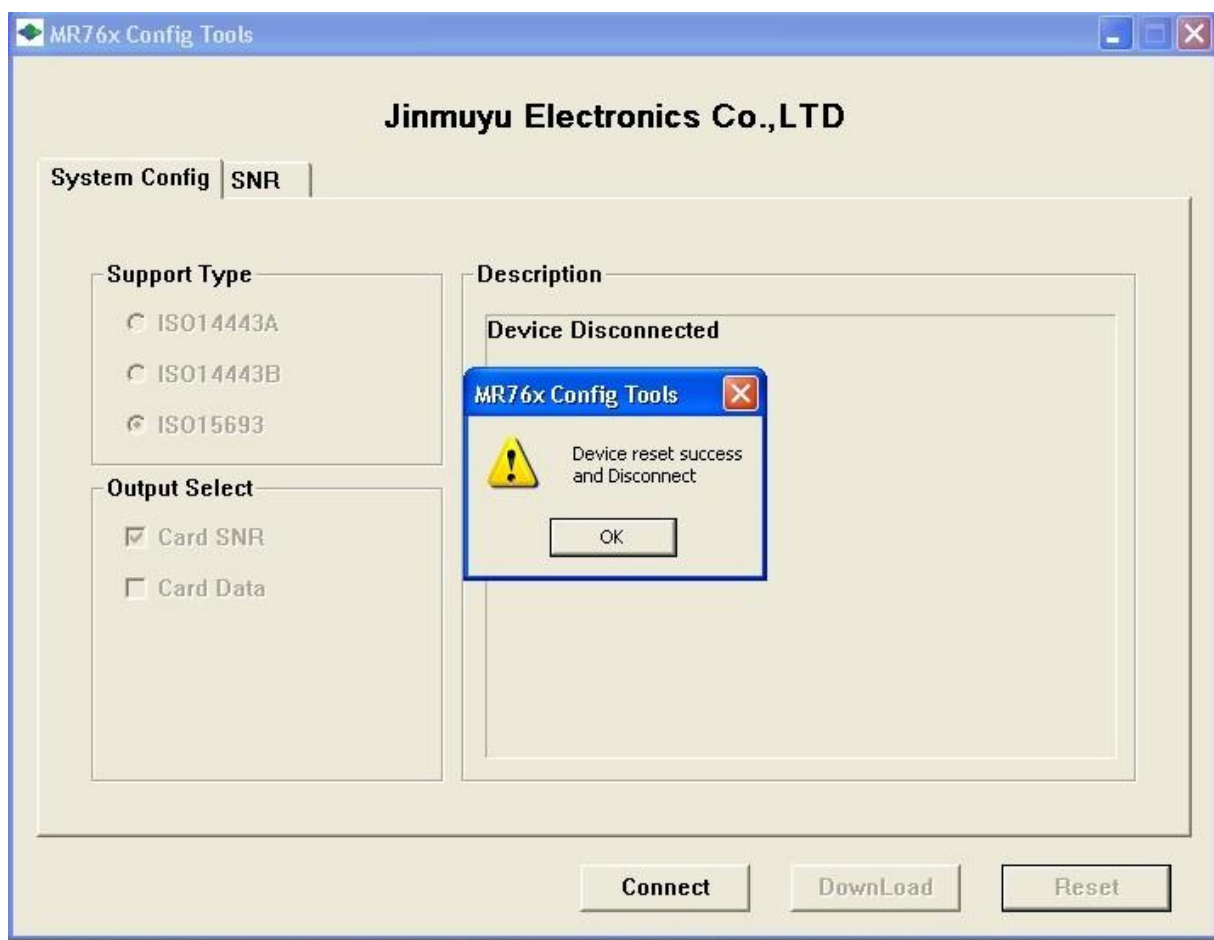 MR76x Config Tools
Jinmuyu Electronics Co.,LTD
System Config
SNR
Support Type
ISO14443A
ISO14443B
ISO15693
Output Select
Card SNR
Card Data
Description
Device Disconnected
MR76x Config Tools
Device reset success
and Disconnect
OK
Connect
DownLoad
Reset